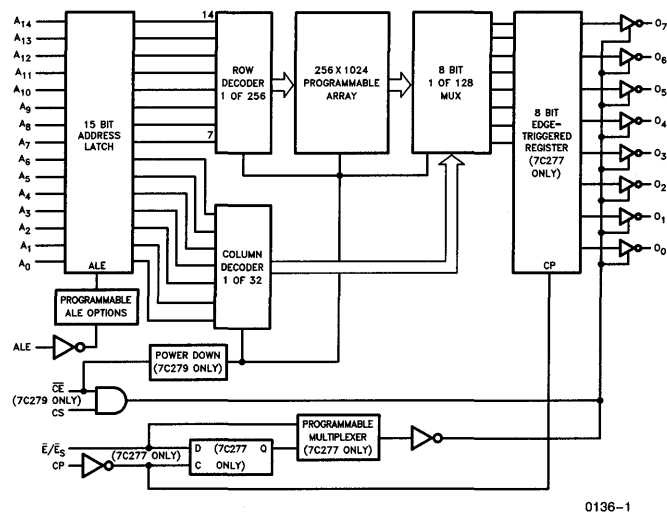 A14
A13
A12
A11
A10
A9
A8
A7
A6
A5
A4
A3
A2
A1
A0
15 BIT
ADDRESS
LATCH
ALE
14
7
ROW
DECODER
1 OF 256
256 X 1024
PROGRAMMABLE
ARRAY
8 BIT
1 OF 128
MUX
8 BIT
EDGE-
TRIGGERED
REGISTER
(7C277
ONLY)
CP
O7
O6
O5
O4
O3
O2
O1
O0
COLUMN
DECODER
1 OF 32
PROGRAMMABLE
ALE OPTIONS
ALE
POWER DOWN
(7C279 ONLY)
C̅E̅
(7C279 ONLY)
CS
E̅/E̅S
(7C277 ONLY)
CP
D (7C277 Q
C ONLY)
PROGRAMMABLE
MULTIPLEXER
(7C277 ONLY)
0136-1